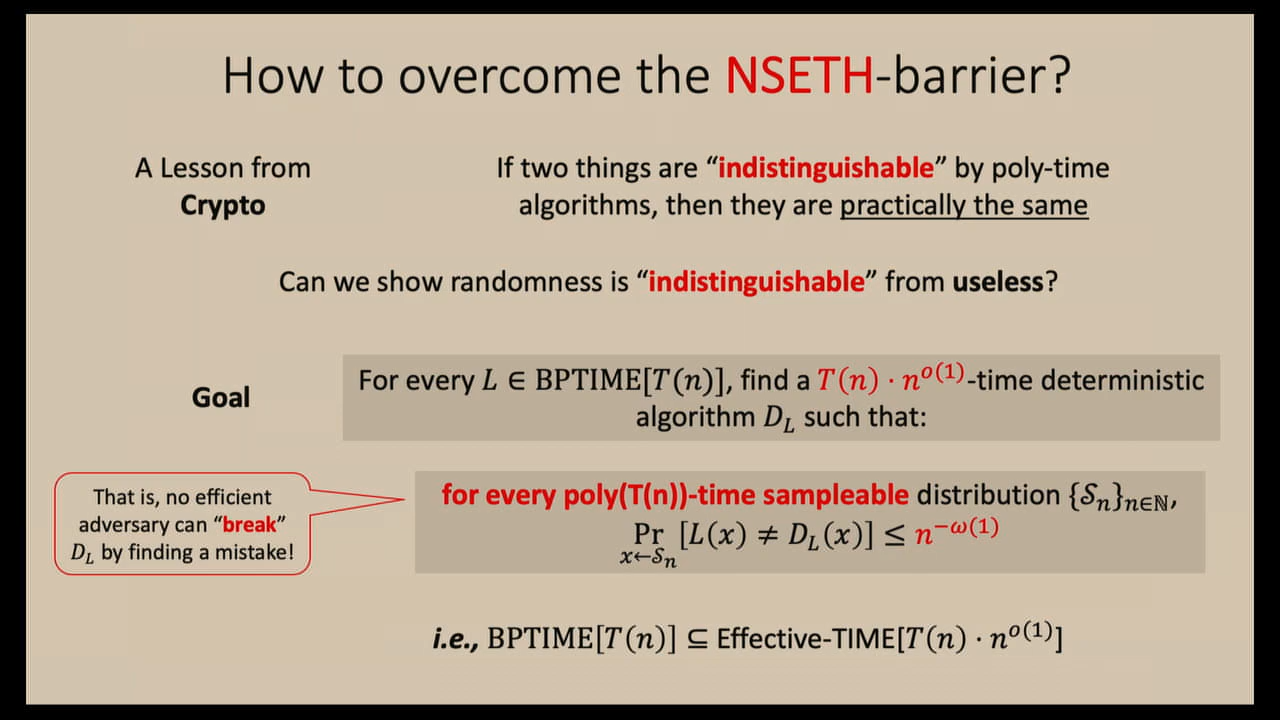 How to overcome the NSETH-barrier?
A Lesson from
Crypto
If two things are “indistinguishable” by poly-time
algorithms, then they are practically the same
Can we show randomness is “indistinguishable” from useless?
Goal
For every L ∈ BPTIME[T(n)], find a T(n) · n^{o(1)}-time deterministic
algorithm D_L such that:
That is, no efficient
adversary can “break”
D_L by finding a mistake!
for every poly(T(n))-time sampleable distribution {𝒮_n}_{n∈ℕ},
Pr_{x←𝒮_n} [L(x) ≠ D_L(x)] ≤ n^{−ω(1)}
i.e., BPTIME[T(n)] ⊆ Effective-TIME[T(n) · n^{o(1)}]